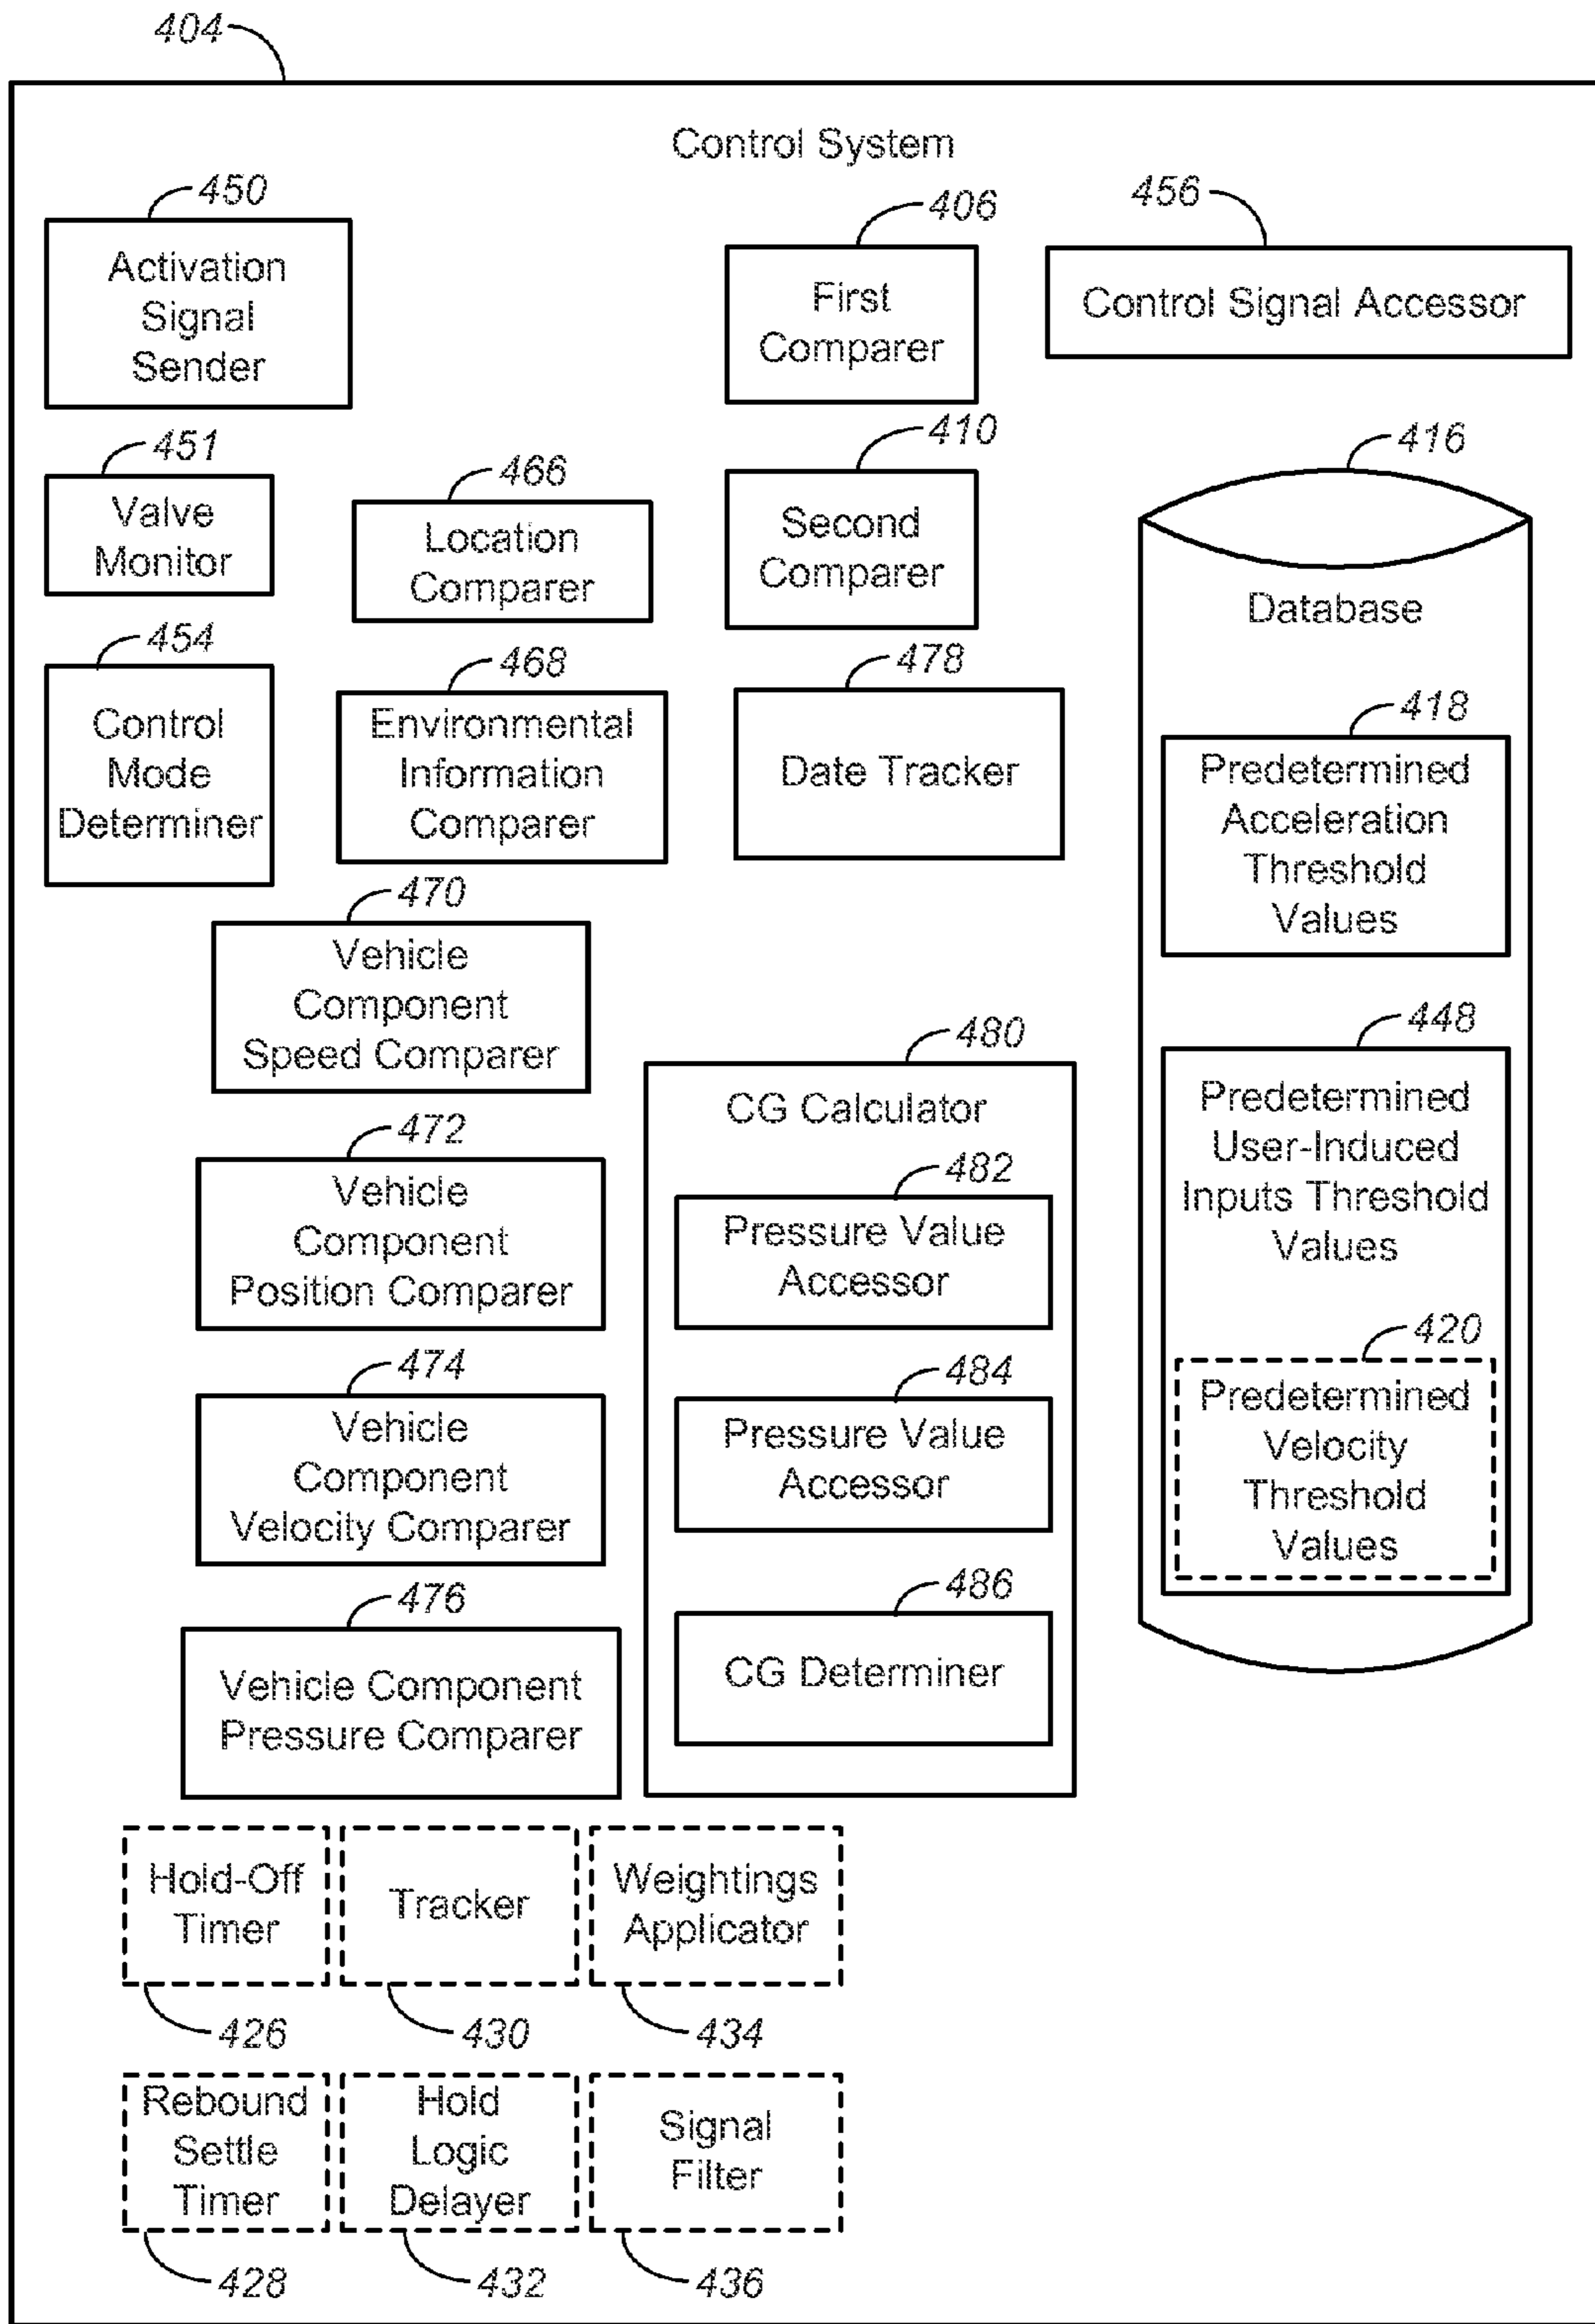 404
Control System
450
Activation
Signal
Sender
406
First
Comparer
456
Control Signal Accessor
451
Valve
Monitor
466
Location
Comparer
410
Second
Comparer
416
Database
454
Control
Mode
Determiner
468
Environmental
Information
Comparer
478
Date Tracker
418
Predetermined
Acceleration
Threshold
Values
470
Vehicle
Component
Speed Comparer
448
Predetermined
User-Induced
Inputs Threshold
Values
420
Predetermined
Velocity
Threshold
Values
472
Vehicle
Component
Position Comparer
480
CG Calculator
482
Pressure Value
Accessor
484
Pressure Value
Accessor
486
CG Determiner
474
Vehicle
Component
Velocity Comparer
476
Vehicle Component
Pressure Comparer
Hold-Off
Timer
426
Tracker
430
Weightings
Applicator
434
Rebound
Settle
Timer
428
Hold
Logic
Delayer
432
Signal
Filter
436